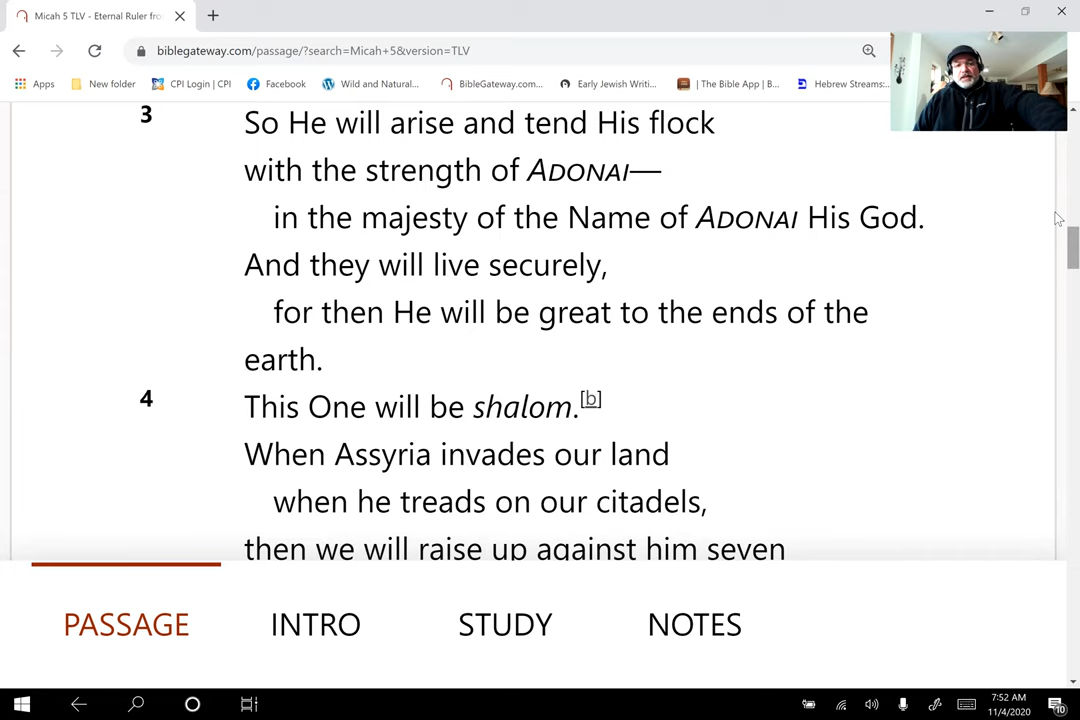 Micah 5 TLV - Eternal Ruler fro
biblegateway.com/passage/?search=Micah+5&version=TLV
Apps New folder CPI Login | CPI Facebook Wild and Natural... BibleGateway.com... Early Jewish Writi... | The Bible App | B... Hebrew Streams:...
3 So He will arise and tend His flock
with the strength of ADONAI—
in the majesty of the Name of ADONAI His God.
And they will live securely,
for then He will be great to the ends of the
earth.
4 This One will be shalom.[b]
When Assyria invades our land
when he treads on our citadels,
then we will raise up against him seven
PASSAGE INTRO STUDY NOTES
7:52 AM
11/4/2020
10